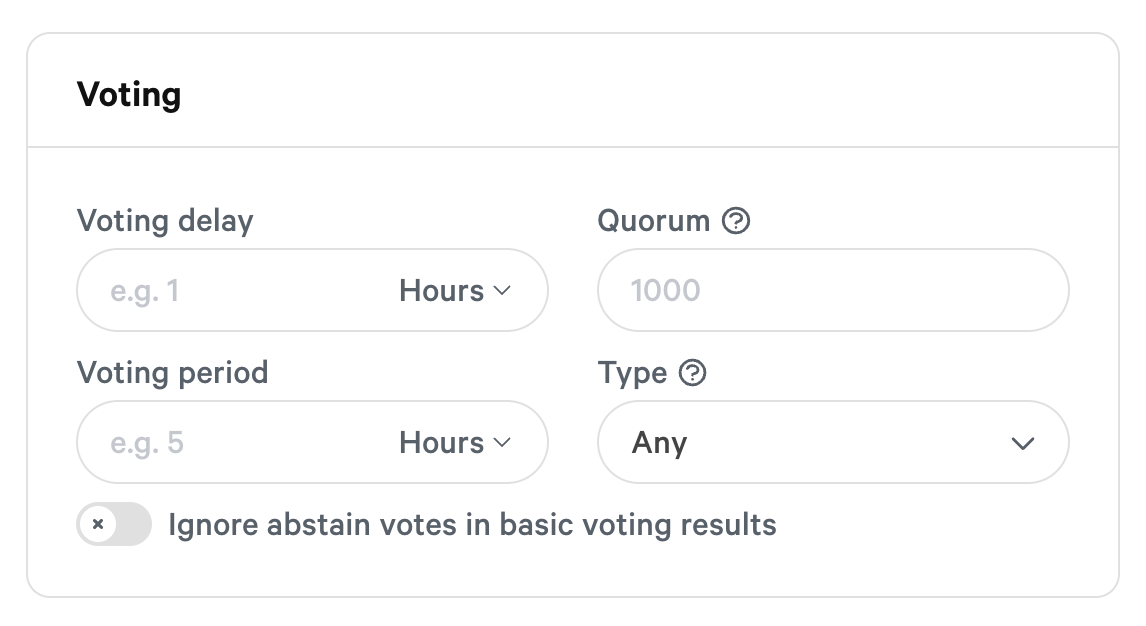 Voting
Voting delay
e.g. 1 Hours
Quorum
1000
Voting period
e.g. 5 Hours
Type
Any
Ignore abstain votes in basic voting results